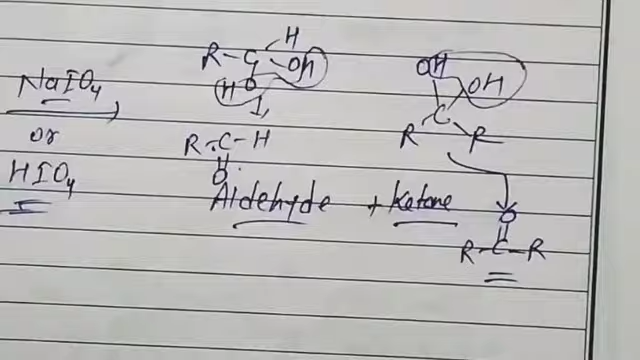 H
R-C-OH
HO
OH
OH
NaIO4
C
R R
or
R-C-H
O
HIO4
Aldehyde + Ketone
O
R-C-R